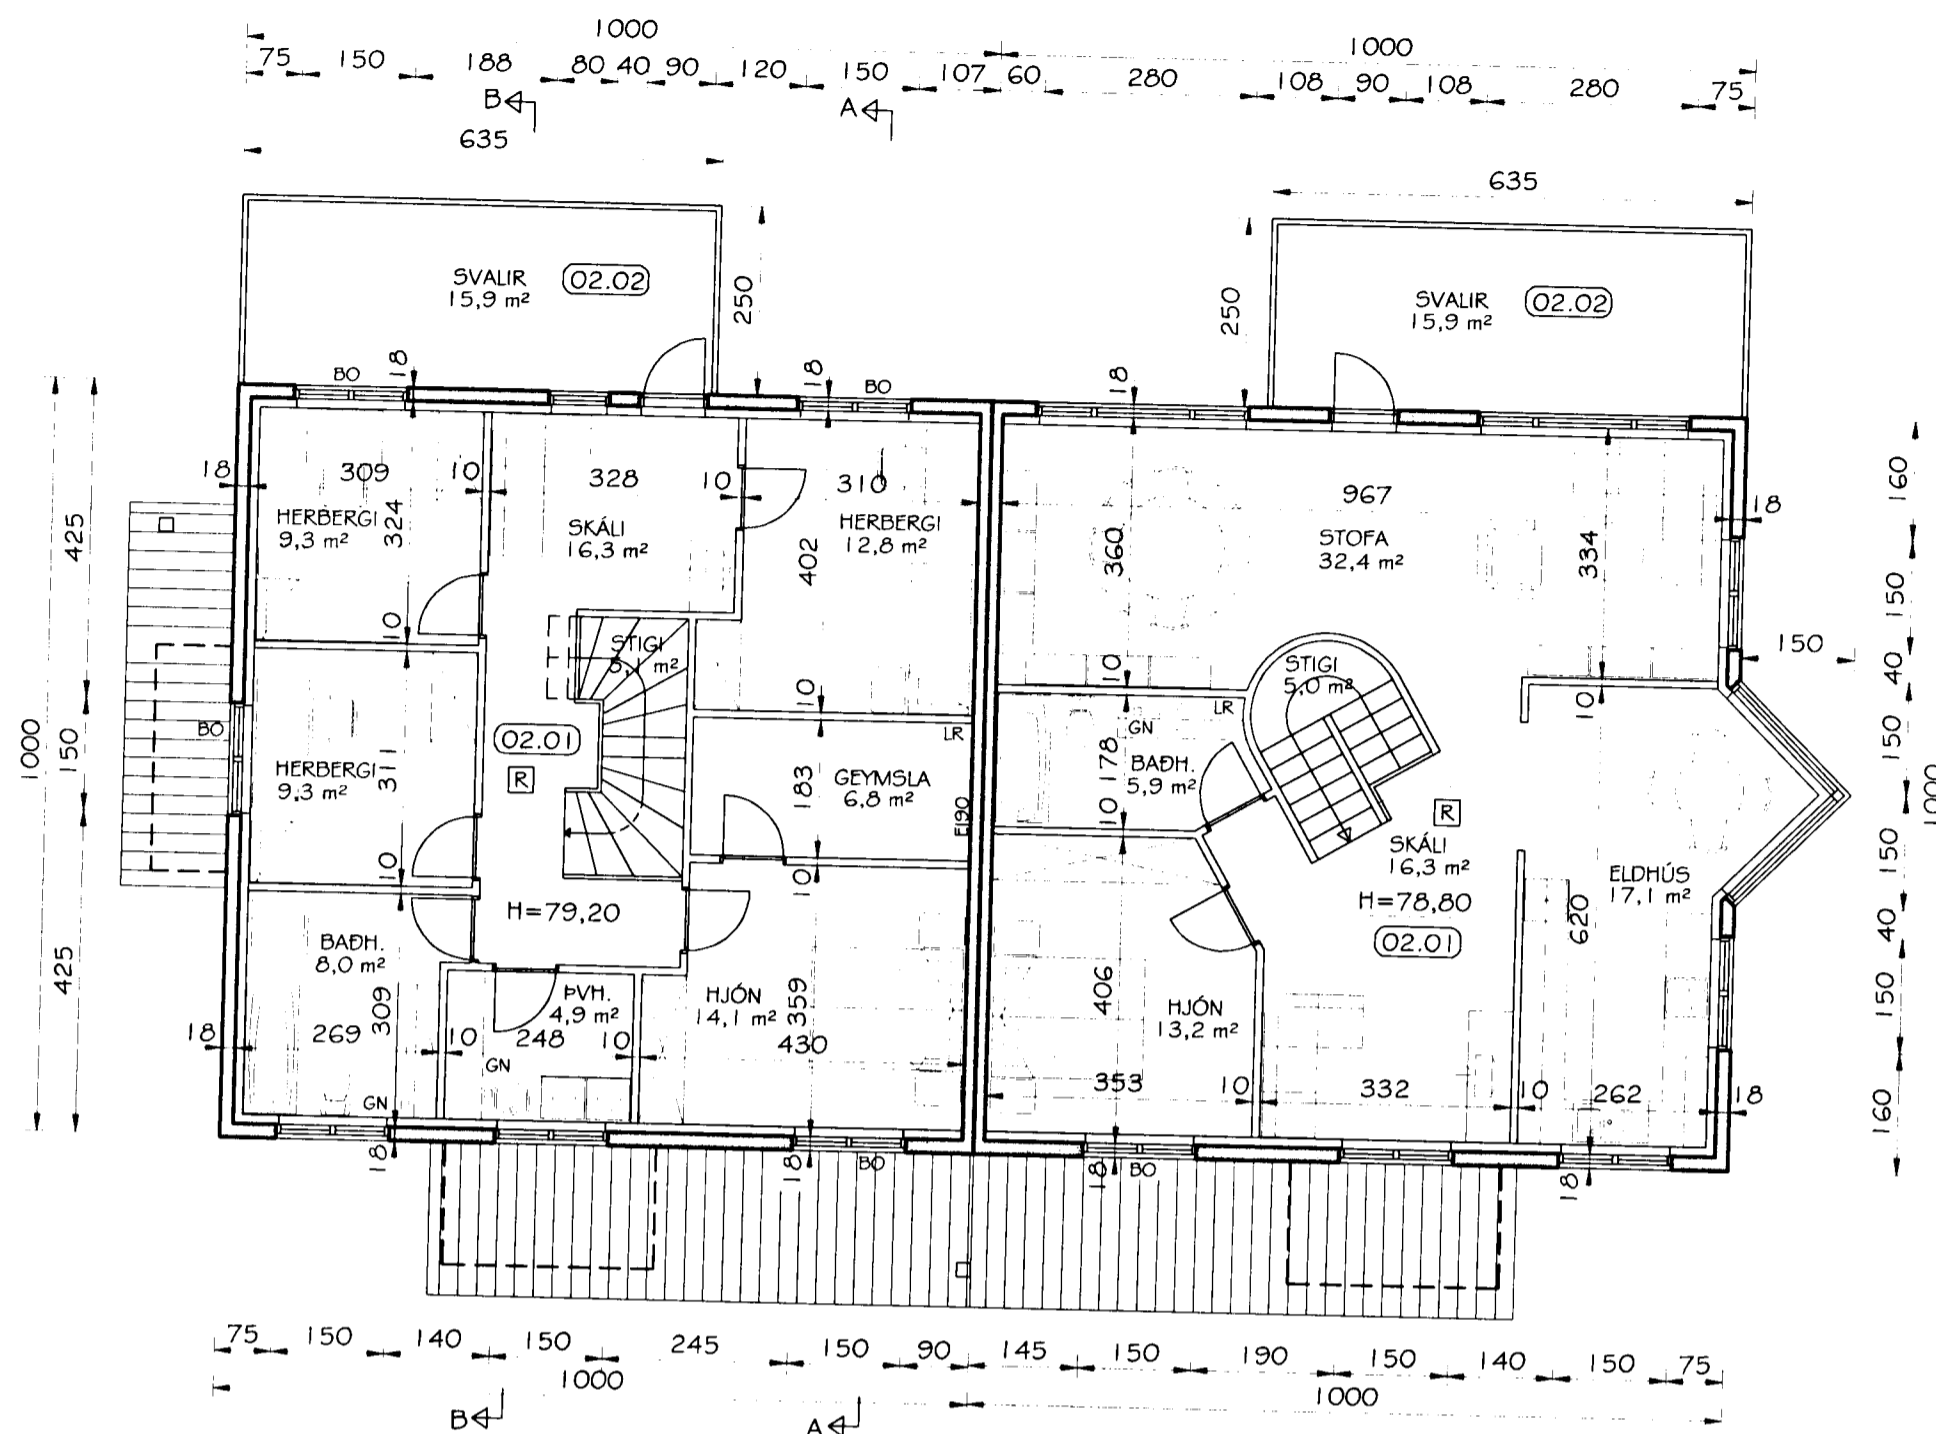 1000
1000
75 150 188 80 40 90 120 150 107 60 280 108 90 108 280 75
B A
635
635
SVALIR 02.02
15,9 m²
250
SVALIR 02.02
15,9 m²
250
BO 18 18 BO 18
18 309 10 328 10 310
HERBERGI
9,3 m²
324
SKÁLI
16,3 m²
HERBERGI
12,8 m²
402
967
STOFA
32,4 m²
360
334
18
160
150
150
40
150
1000
150
40
150
160
425
150
1000
425
10
STIGI
5,1 m²
10
10
STIGI
5,0 m²
10
BO
02.01
R
LR
HERBERGI
9,3 m²
311
GEYMSLA
6,8 m²
183
EI90
GN
LR
BAÐH.
5,9 m²
178
10
R
SKÁLI
16,3 m²
H=78,80
02.01
ELDHÚS
17,1 m²
620
10
10
H=79,20
BAÐH.
8,0 m²
309
ÞVH.
4,9 m²
HJÓN
14,1 m²
359
HJÓN
13,2 m²
406
18 269 10 248 10 430
GN
GN
353 10 332 10 262 18
18 18 BO 18 BO 18
75 150 140 150 245 150 90 145 150 190 150 140 150 75
1000
1000
B A